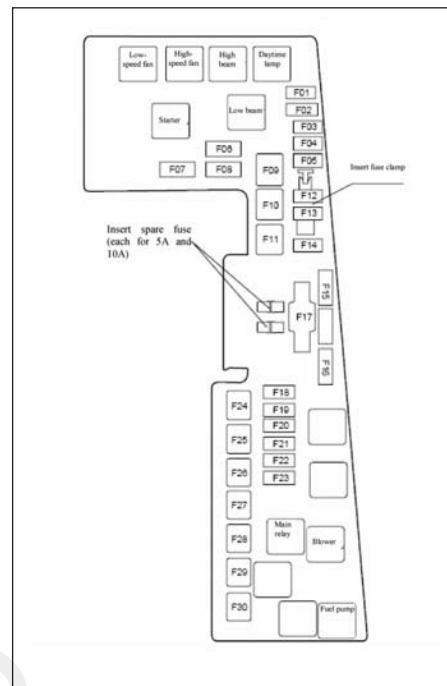 Low-
speed fan
High-
speed fan
High
beam
Daytime
lamp
F01
F02
Starter
Low beam
F03
F04
F06
F05
F07
F08
F09
Insert fuse clamp
F12
F10
F13
F11
F14
Insert spare fuse
(each for 5A and
10A)
F15
F17
F16
F18
F24
F19
F20
F25
F21
F22
F26
F23
F27
Main
relay
F28
Blower
F29
F30
Fuel pump